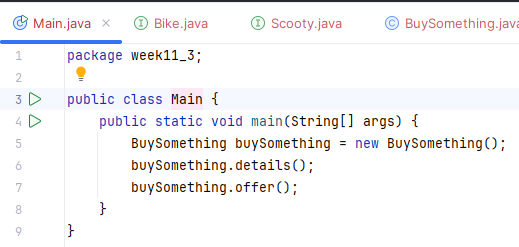 Main.java Bike.java Scooty.java BuySomething.java
1 package week11_3;
2
3 public class Main {
4 public static void main(String[] args) {
5 BuySomething buySomething = new BuySomething();
6 buySomething.details();
7 buySomething.offer();
8 }
9 }